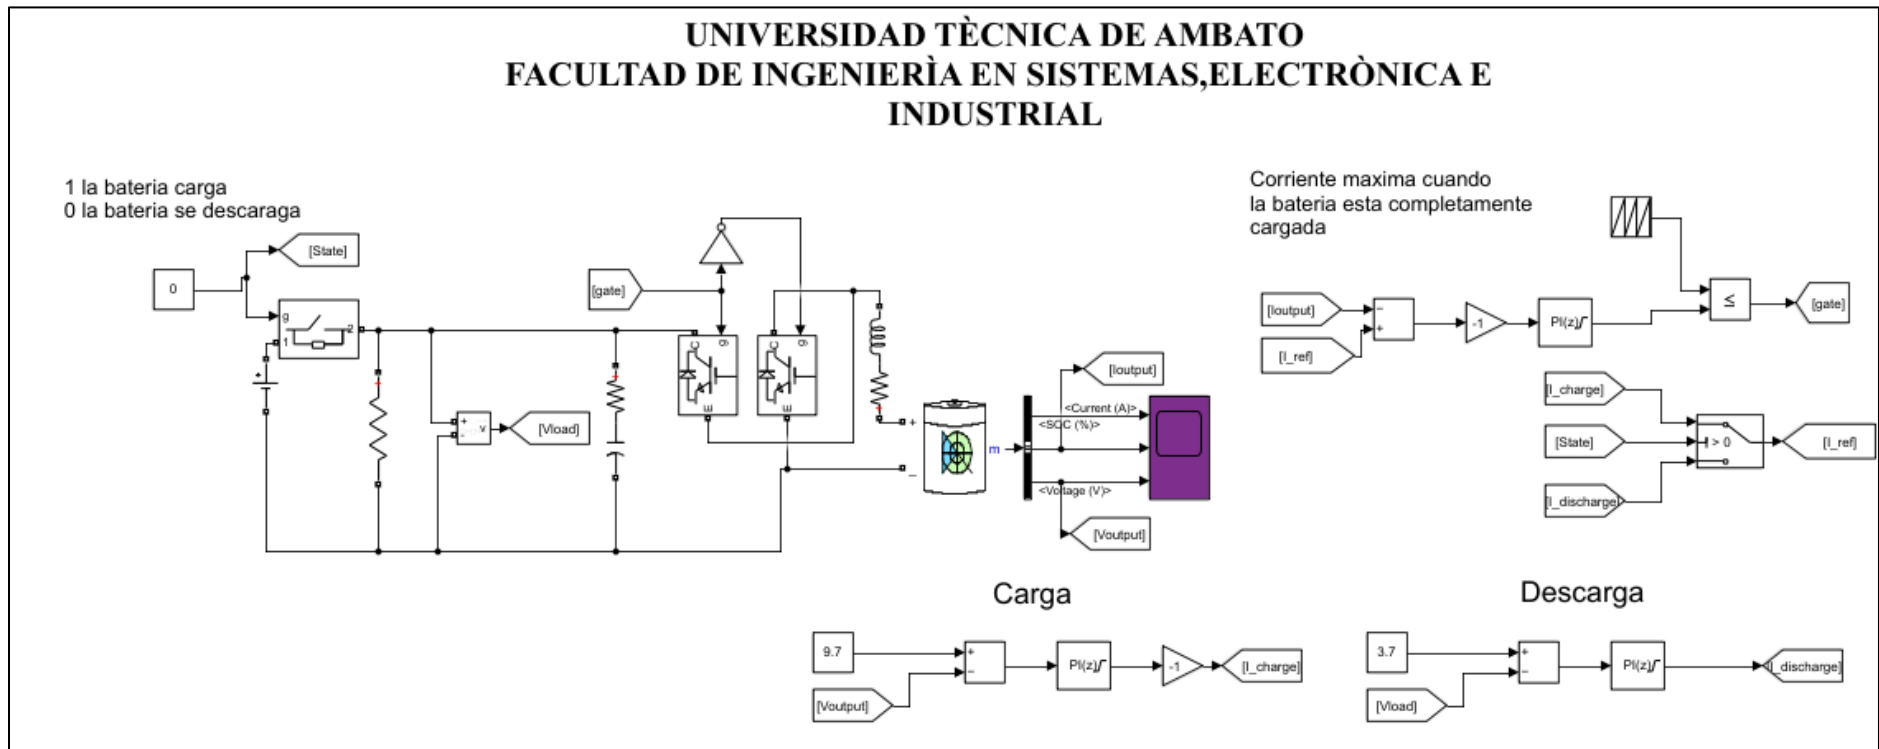 UNIVERSIDAD TÈCNICA DE AMBATO
FACULTAD DE INGENIERÌA EN SISTEMAS,ELECTRÒNICA E
INDUSTRIAL
1 la bateria carga
0 la bateria se descaraga
[State]
0
g
1
2
[gate]
C
g
E
C
g
E
+
-
v
[Vload]
+
_
m
[Ioutput]
<Current (A)>
<SOC (%)>
<Voltage (V)>
[Voutput]
Corriente maxima cuando
la bateria esta completamente
cargada
[Ioutput]
[I_ref]
−
+
-1
PI(z)
≤
[gate]
[I_charge]
[State]
[I_discharge]
> 0
[I_ref]
Carga
9.7
[Voutput]
+
−
PI(z)
-1
[I_charge]
Descarga
3.7
[Vload]
+
−
PI(z)
[I_discharge]